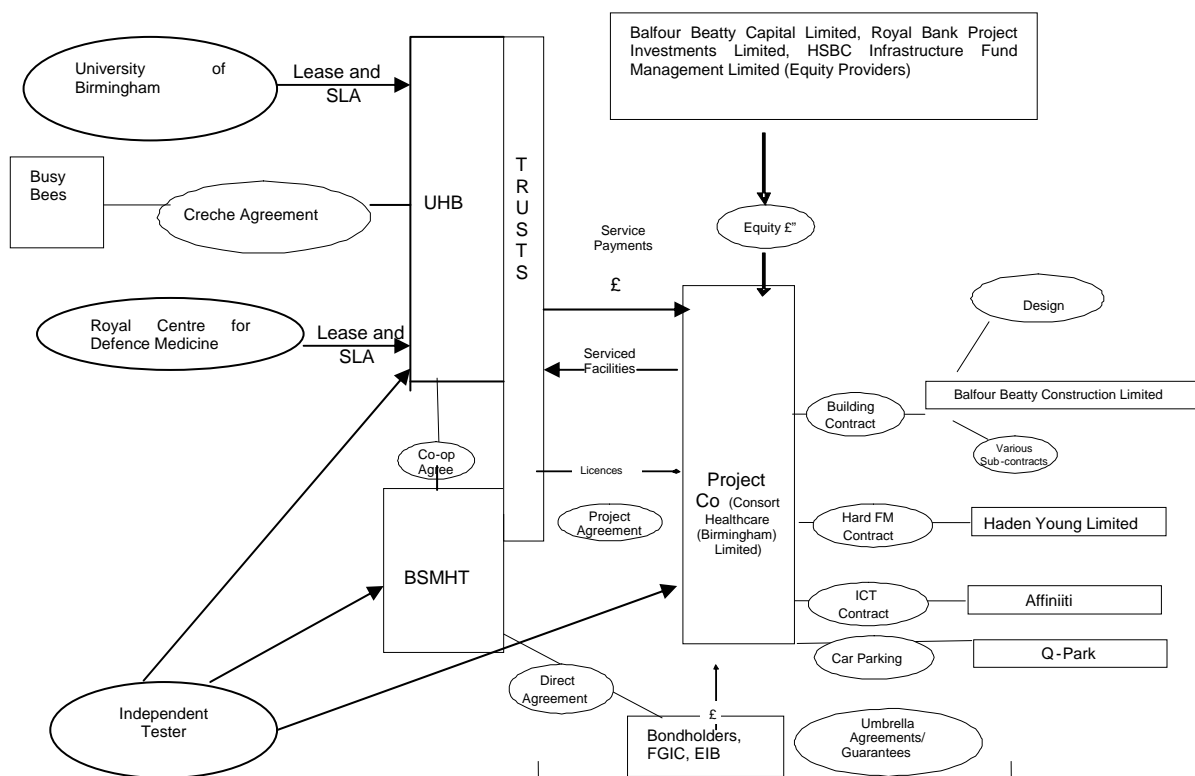 Balfour Beatty Capital Limited, Royal Bank Project
Investments Limited, HSBC Infrastructure Fund
Management Limited (Equity Providers)
University of
Birmingham
Lease and
SLA
Busy
Bees
Creche Agreement
UHB
T
R
U
S
T
S
Service
Payments
£
Equity £"
Royal Centre for
Defence Medicine
Lease and
SLA
Serviced
Facilities
Design
Building
Contract
Balfour Beatty Construction Limited
Various
Sub-contracts
Co-op
Agree
Licences
Project
Agreement
Project
Co (Consort
Healthcare
(Birmingham)
Limited)
Hard FM
Contract
Haden Young Limited
BSMHT
ICT
Contract
Affiniiti
Car Parking
Q-Park
Independent
Tester
Direct
Agreement
£
Bondholders,
FGIC, EIB
Umbrella
Agreements/
Guarantees